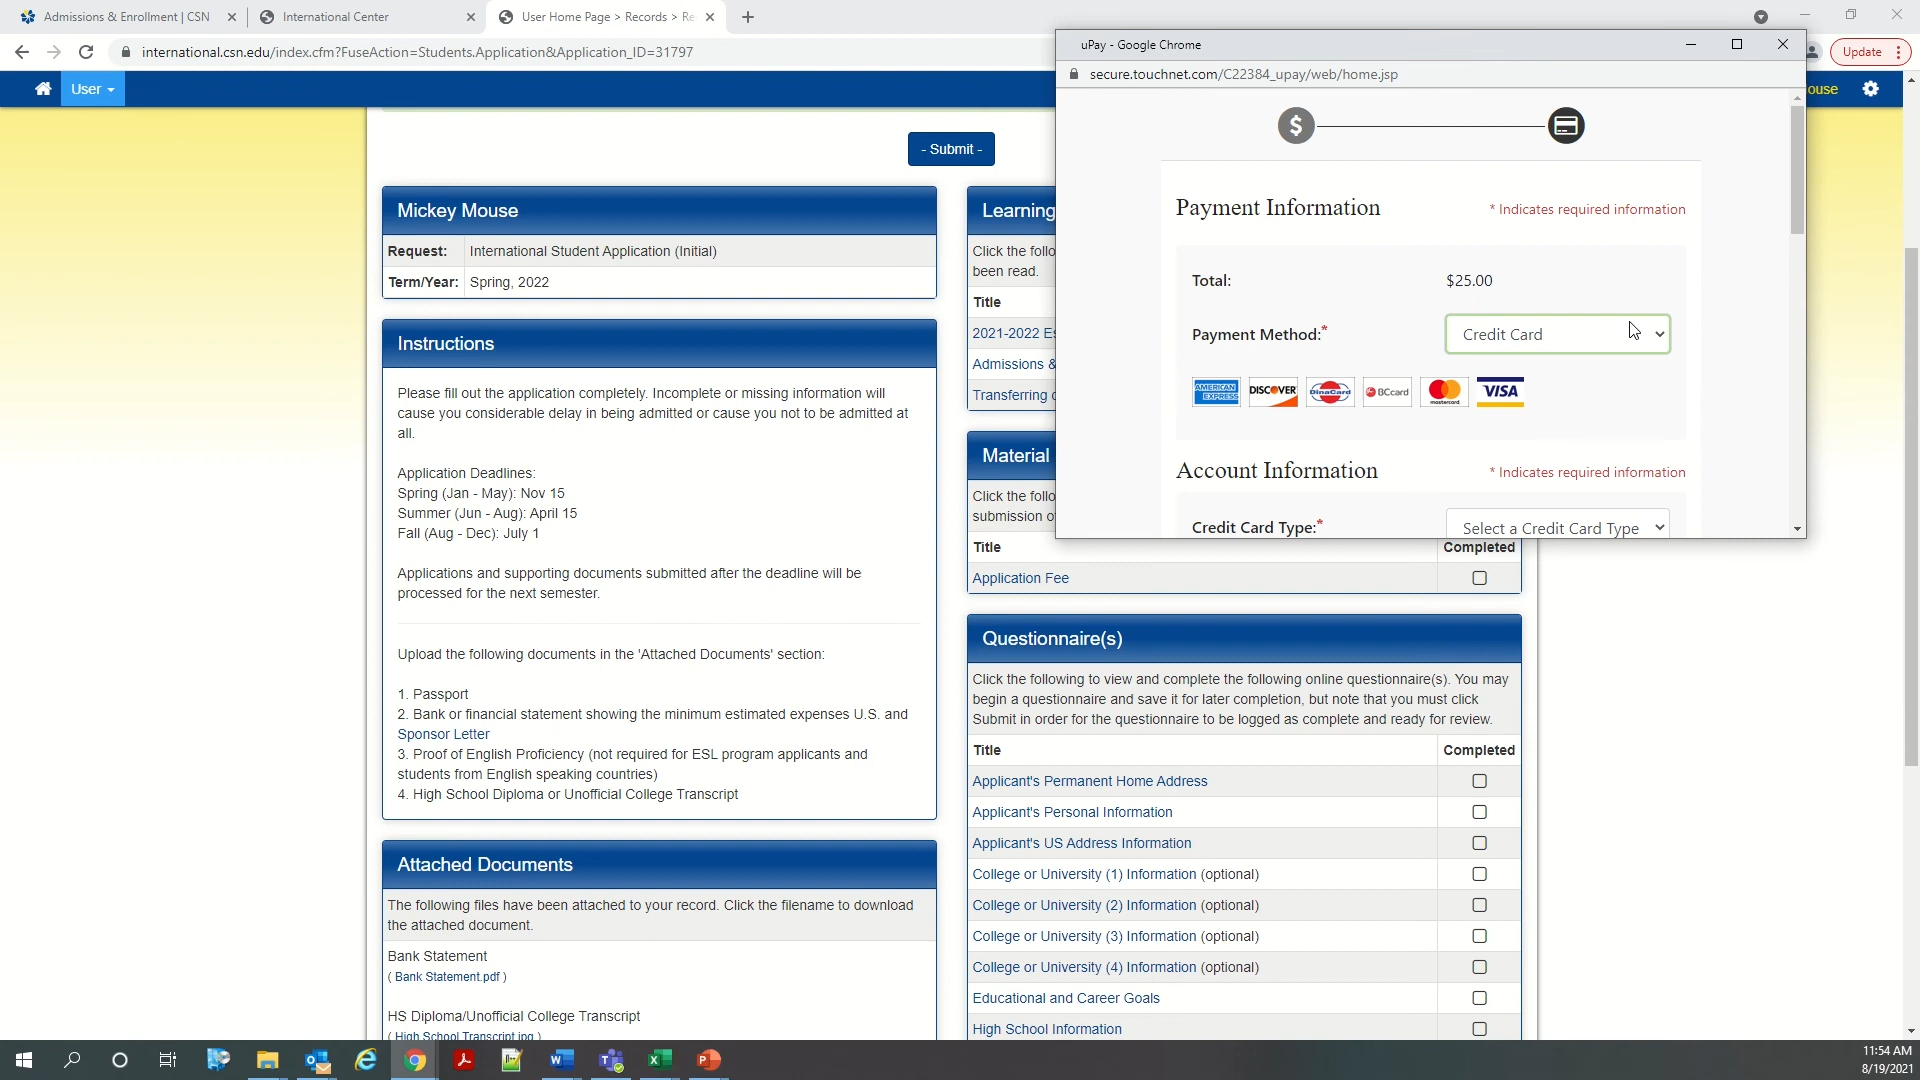 Admissions & Enrollment | CSN
International Center
User Home Page > Records > Re
international.csn.edu/index.cfm?FuseAction=Students.Application&Application_ID=31797
Update
User
ouse
- Submit -
Mickey Mouse
Request: International Student Application (Initial)
Term/Year: Spring, 2022
Instructions
Please fill out the application completely. Incomplete or missing information will
cause you considerable delay in being admitted or cause you not to be admitted at
all.
Application Deadlines:
Spring (Jan - May): Nov 15
Summer (Jun - Aug): April 15
Fall (Aug - Dec): July 1
Applications and supporting documents submitted after the deadline will be
processed for the next semester.
Upload the following documents in the 'Attached Documents' section:
1. Passport
2. Bank or financial statement showing the minimum estimated expenses U.S. and
Sponsor Letter
3. Proof of English Proficiency (not required for ESL program applicants and
students from English speaking countries)
4. High School Diploma or Unofficial College Transcript
Attached Documents
The following files have been attached to your record. Click the filename to download
the attached document.
Bank Statement
( Bank Statement.pdf )
HS Diploma/Unofficial College Transcript
( High School Transcript.jpg )
Learning
Click the follo
been read.
Title
2021-2022 Es
Admissions &
Transferring c
Material
Click the follo
submission o
Title Completed
Application Fee
Questionnaire(s)
Click the following to view and complete the following online questionnaire(s). You may
begin a questionnaire and save it for later completion, but note that you must click
Submit in order for the questionnaire to be logged as complete and ready for review.
Title Completed
Applicant's Permanent Home Address
Applicant's Personal Information
Applicant's US Address Information
College or University (1) Information (optional)
College or University (2) Information (optional)
College or University (3) Information (optional)
College or University (4) Information (optional)
Educational and Career Goals
High School Information
uPay - Google Chrome
secure.touchnet.com/C22384_upay/web/home.jsp
$
Payment Information * Indicates required information
Total: $25.00
Payment Method:* Credit Card
AMERICAN EXPRESS DISCOVER DinaCard BCcard mastercard VISA
Account Information * Indicates required information
Credit Card Type:* Select a Credit Card Type
11:54 AM
8/19/2021